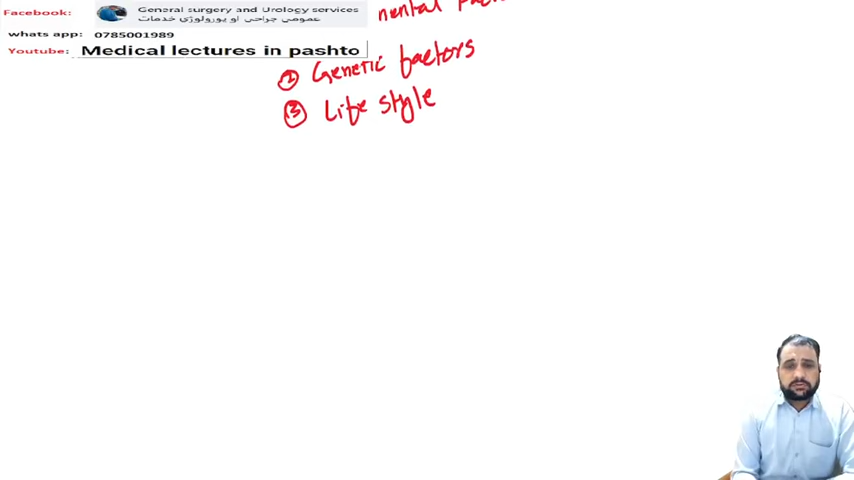 Facebook: General surgery and Urology services
عمومي جراحي او یورولوژي خدمات
whats app: 0785001989
Youtube: Medical lectures in pashto
nental
② Genetic factors
③ Life style